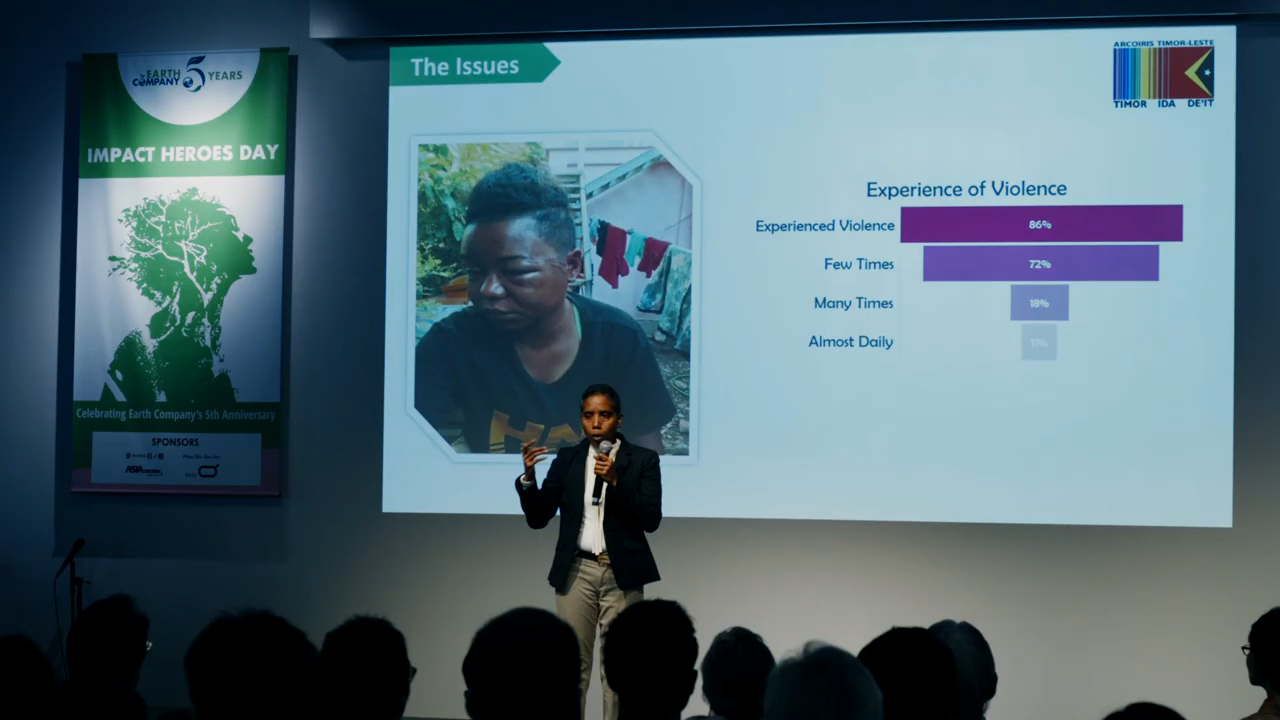 EARTH COMPANY 5 YEARS
IMPACT HEROES DAY
Celebrating Earth Company's 5th Anniversary
SPONSORS
The Issues
ARCOIRIS TIMOR-LESTE
TIMOR IDA DE'IT
Experience of Violence
Experienced Violence 86%
Few Times 72%
Many Times 18%
Almost Daily 11%